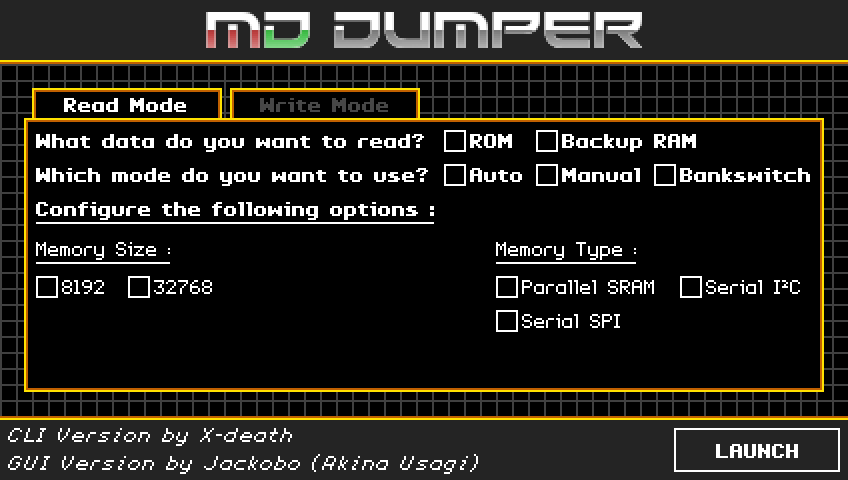 MD DUMPER
Read Mode Write Mode
What data do you want to read? ROM Backup RAM
Which mode do you want to use? Auto Manual Bankswitch
Configure the following options :
Memory Size : Memory Type :
8192 32768 Parallel SRAM Serial I²C
Serial SPI
CLI Version by X-death
GUI Version by Jackobo (Akina Usagi)
LAUNCH